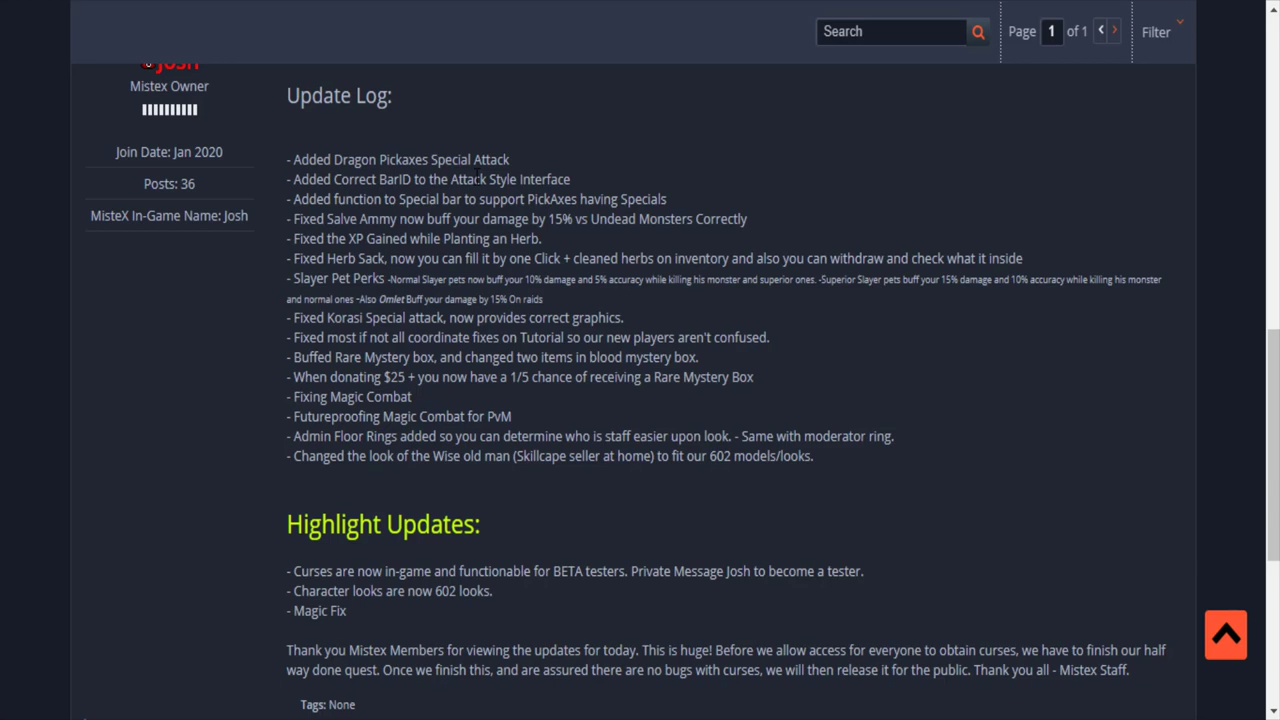 Search
Page 1 of 1
Filter
Josh
Mistex Owner
Join Date: Jan 2020
Posts: 36
MisteX In-Game Name: Josh
Update Log:
- Added Dragon Pickaxes Special Attack
- Added Correct BarID to the Attack Style Interface
- Added function to Special bar to support PickAxes having Specials
- Fixed Salve Ammy now buff your damage by 15% vs Undead Monsters Correctly
- Fixed the XP Gained while Planting an Herb.
- Fixed Herb Sack, now you can fill it by one Click + cleaned herbs on inventory and also you can withdraw and check what it inside
- Slayer Pet Perks -Normal Slayer pets now buff your 10% damage and 5% accuracy while killing his monster and superior ones. -Superior Slayer pets buff your 15% damage and 10% accuracy while killing his monster
and normal ones -Also Omlet Buff your damage by 15% On raids
- Fixed Korasi Special attack, now provides correct graphics.
- Fixed most if not all coordinate fixes on Tutorial so our new players aren't confused.
- Buffed Rare Mystery box, and changed two items in blood mystery box.
- When donating $25 + you now have a 1/5 chance of receiving a Rare Mystery Box
- Fixing Magic Combat
- Futureproofing Magic Combat for PvM
- Admin Floor Rings added so you can determine who is staff easier upon look. - Same with moderator ring.
- Changed the look of the Wise old man (Skillcape seller at home) to fit our 602 models/looks.
Highlight Updates:
- Curses are now in-game and functionable for BETA testers. Private Message Josh to become a tester.
- Character looks are now 602 looks.
- Magic Fix
Thank you Mistex Members for viewing the updates for today. This is huge! Before we allow access for everyone to obtain curses, we have to finish our half
way done quest. Once we finish this, and are assured there are no bugs with curses, we will then release it for the public. Thank you all - Mistex Staff.
Tags: None